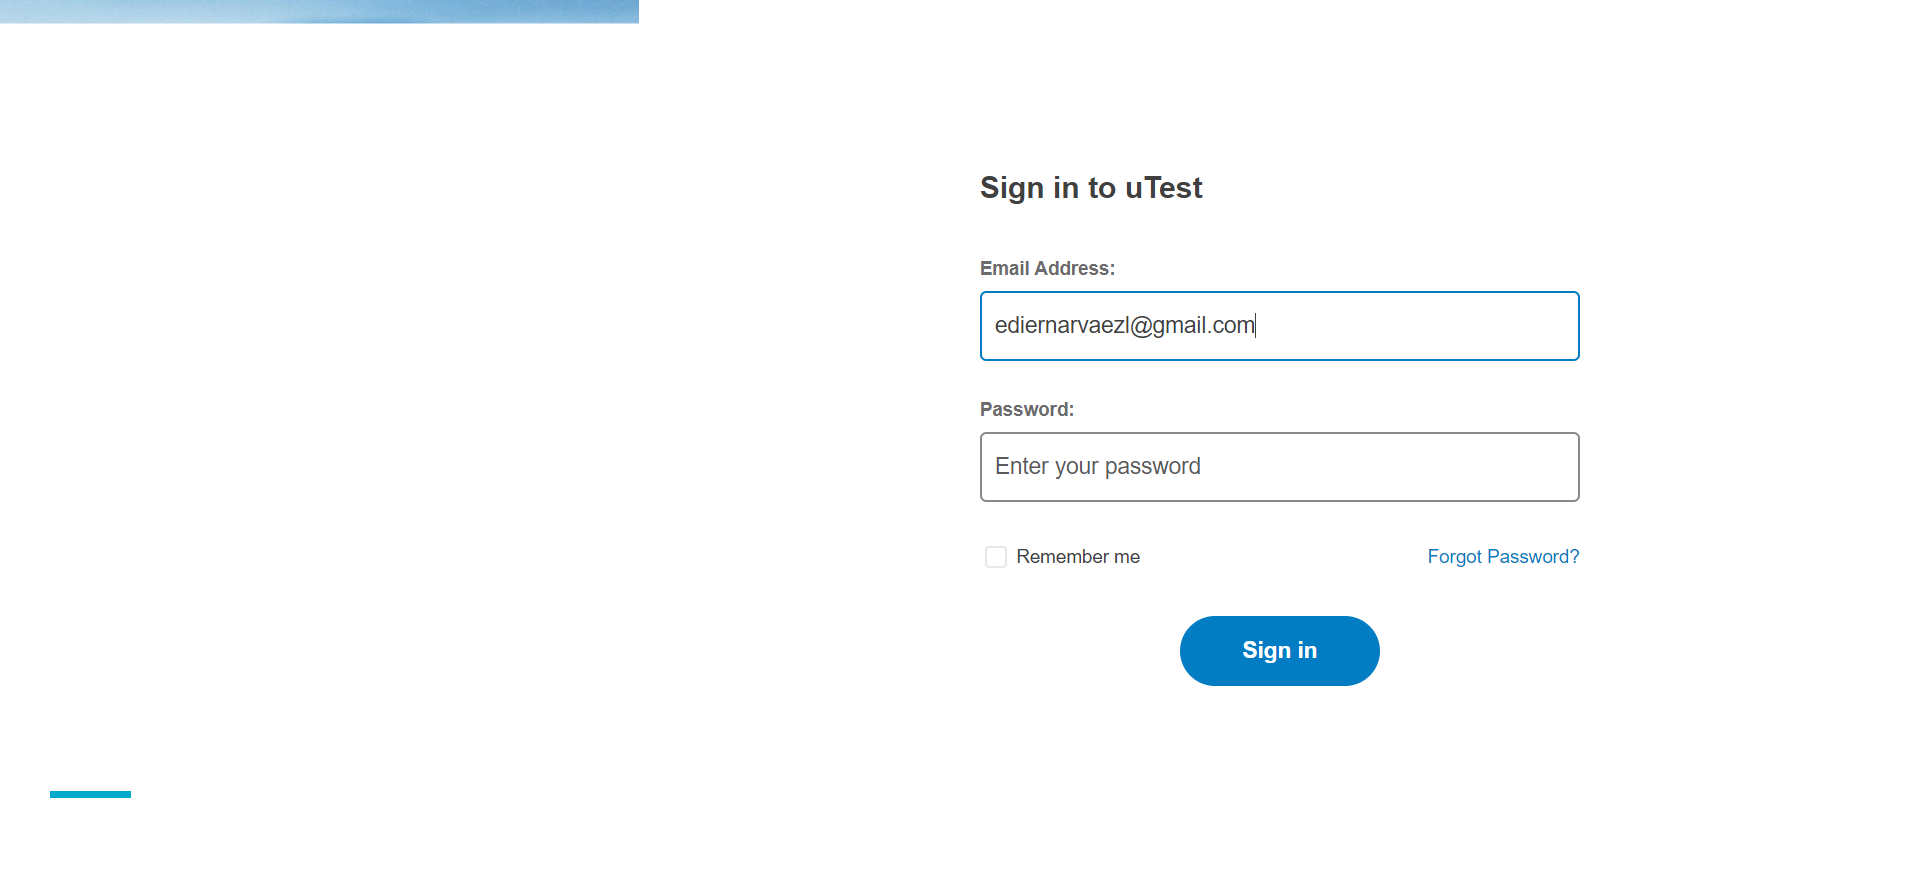 Sign in to uTest
Email Address:
ediernarvaezl@gmail.com
Password:
Enter your password
Remember me
Forgot Password?
Sign in